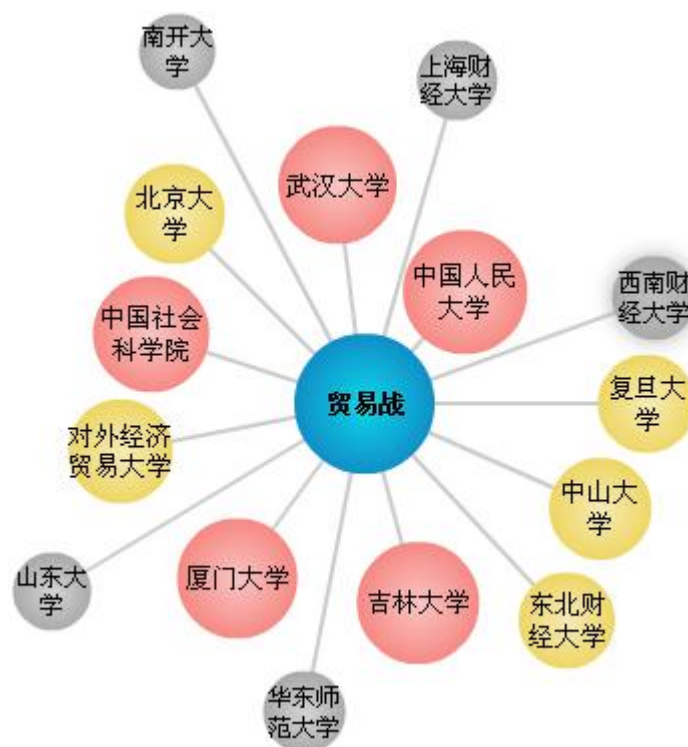 南开大
学
上海财
经大学
武汉大学
北京大
学
中国人民
大学
西南财
经大学
中国社会
科学院
贸易战
复旦大
学
对外经济
贸易大学
中山大
学
山东大
学
厦门大学
吉林大学
东北财
经大学
华东师
范大学